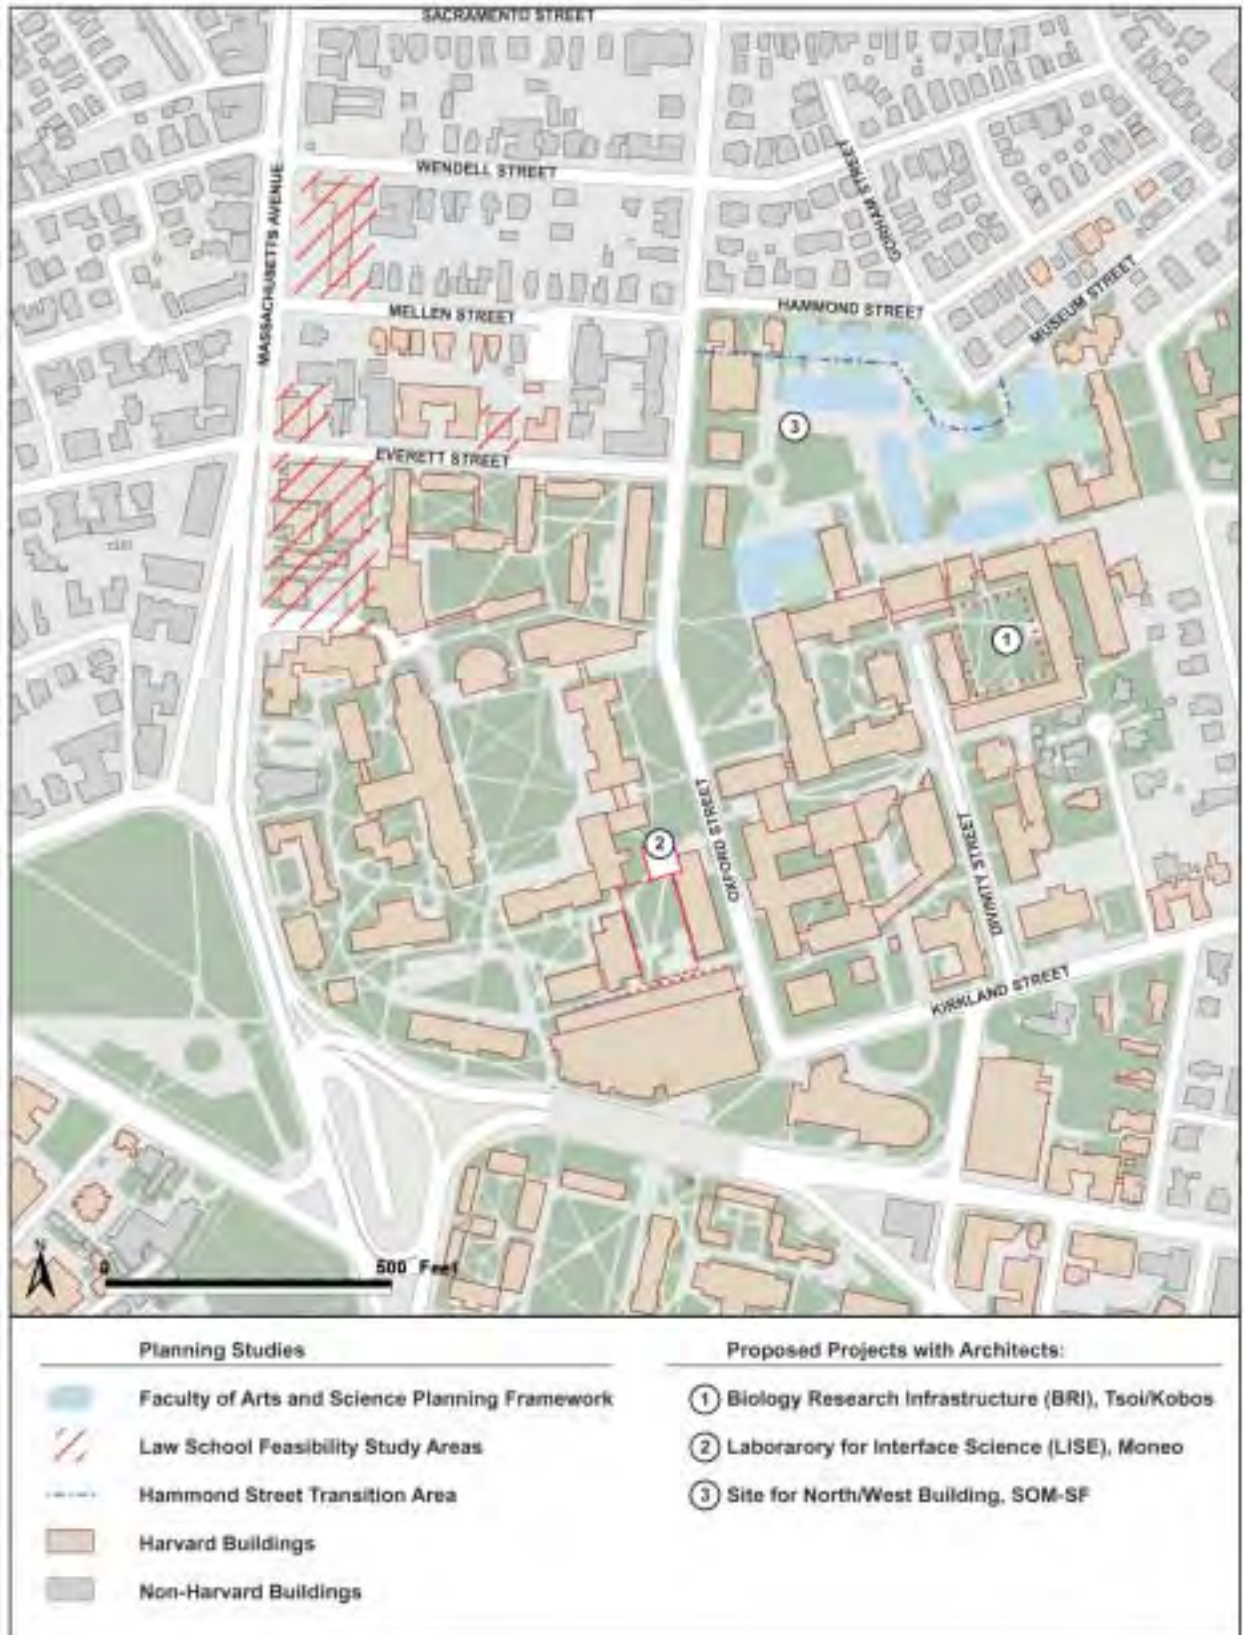 SACRAMENTO STREET
WENDELL STREET
MASSACHUSETTS AVENUE
GORHAM STREET
MELLEN STREET
HAMMOND STREET
MUSEUM STREET
3
EVERETT STREET
1
2
OXFORD STREET
DIVINITY STREET
KIRKLAND STREET
N
0 500 Feet
Planning Studies
Faculty of Arts and Science Planning Framework
Law School Feasibility Study Areas
Hammond Street Transition Area
Harvard Buildings
Non-Harvard Buildings
Proposed Projects with Architects:
1 Biology Research Infrastructure (BRI), Tsoi/Kobos
2 Laborarory for Interface Science (LISE), Moneo
3 Site for North/West Building, SOM-SF